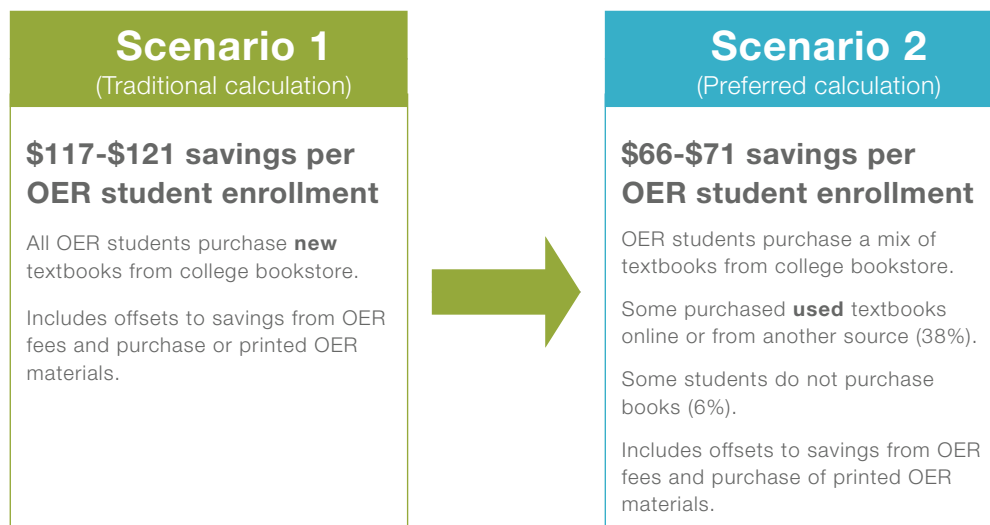 Scenario 1
(Traditional calculation)
$117-$121 savings per
OER student enrollment
All OER students purchase new
textbooks from college bookstore.
Includes offsets to savings from OER
fees and purchase or printed OER
materials.
Scenario 2
(Preferred calculation)
$66-$71 savings per
OER student enrollment
OER students purchase a mix of
textbooks from college bookstore.
Some purchased used textbooks
online or from another source (38%).
Some students do not purchase
books (6%).
Includes offsets to savings from OER
fees and purchase of printed OER
materials.